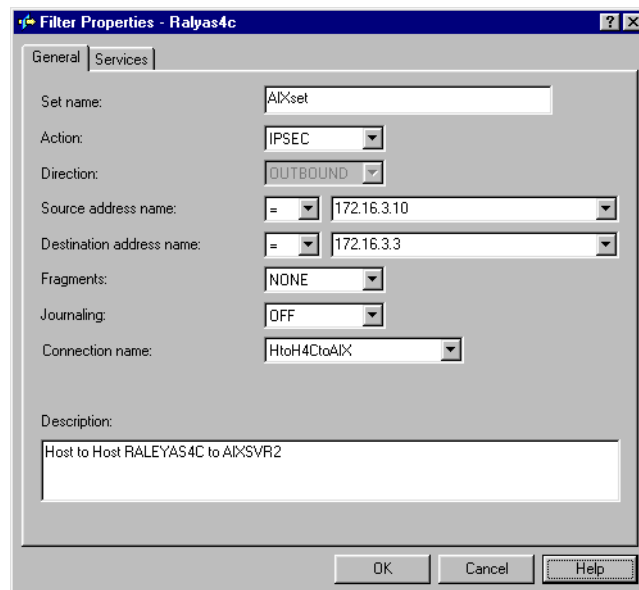 Filter Properties - Ralyas4c
General Services
Set name: AIXset
Action: IPSEC
Direction: OUTBOUND
Source address name: = 172.16.3.10
Destination address name: = 172.16.3.3
Fragments: NONE
Journaling: OFF
Connection name: HtoH4CtoAIX
Description:
Host to Host RALEYAS4C to AIXSVR2
OK Cancel Help